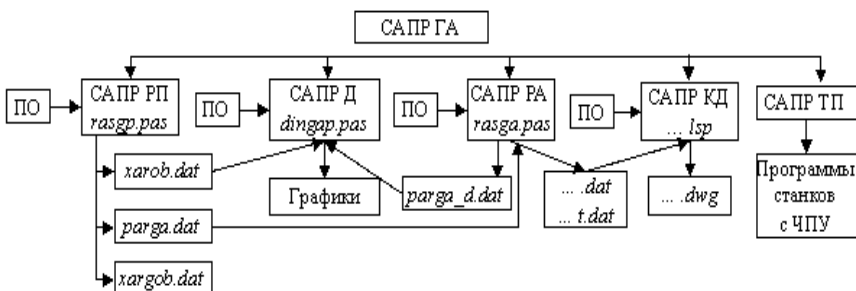 САПР ГА
ПО
САПР РП
rasgp.pas
ПО
САПР Д
dingap.pas
ПО
САПР РА
rasga.pas
ПО
САПР КД
... lsp
САПР ТП
xarob.dat
Графики
parga_d.dat
... .dat
... t.dat
... .dwg
Программы
станков
с ЧПУ
parga.dat
xargob.dat